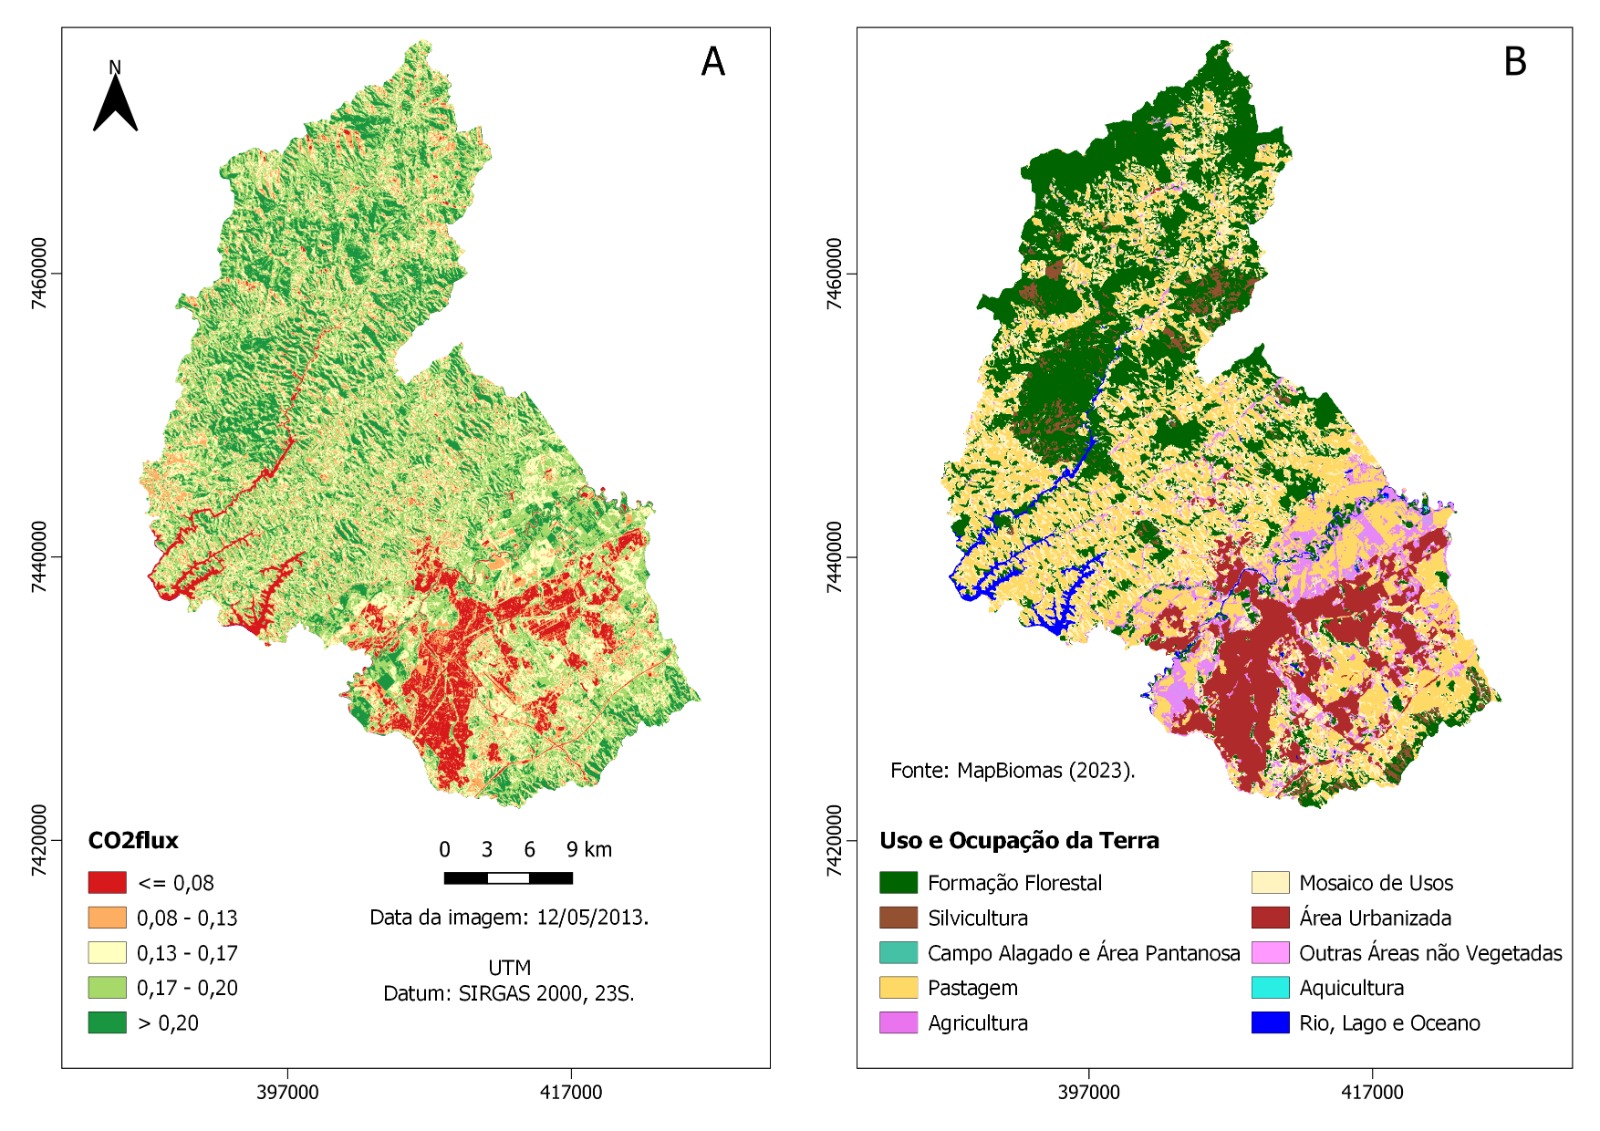 A
N
7460000
7440000
7420000
CO2flux
<= 0,08
0,08 - 0,13
0,13 - 0,17
0,17 - 0,20
> 0,20
0 3 6 9 km
Data da imagem: 12/05/2013.
UTM
Datum: SIRGAS 2000, 23S.
397000 417000
B
7460000
7440000
7420000
Fonte: MapBiomas (2023).
Uso e Ocupação da Terra
Formação Florestal
Silvicultura
Campo Alagado e Área Pantanosa
Pastagem
Agricultura
Mosaico de Usos
Área Urbanizada
Outras Áreas não Vegetadas
Aquicultura
Rio, Lago e Oceano
397000 417000